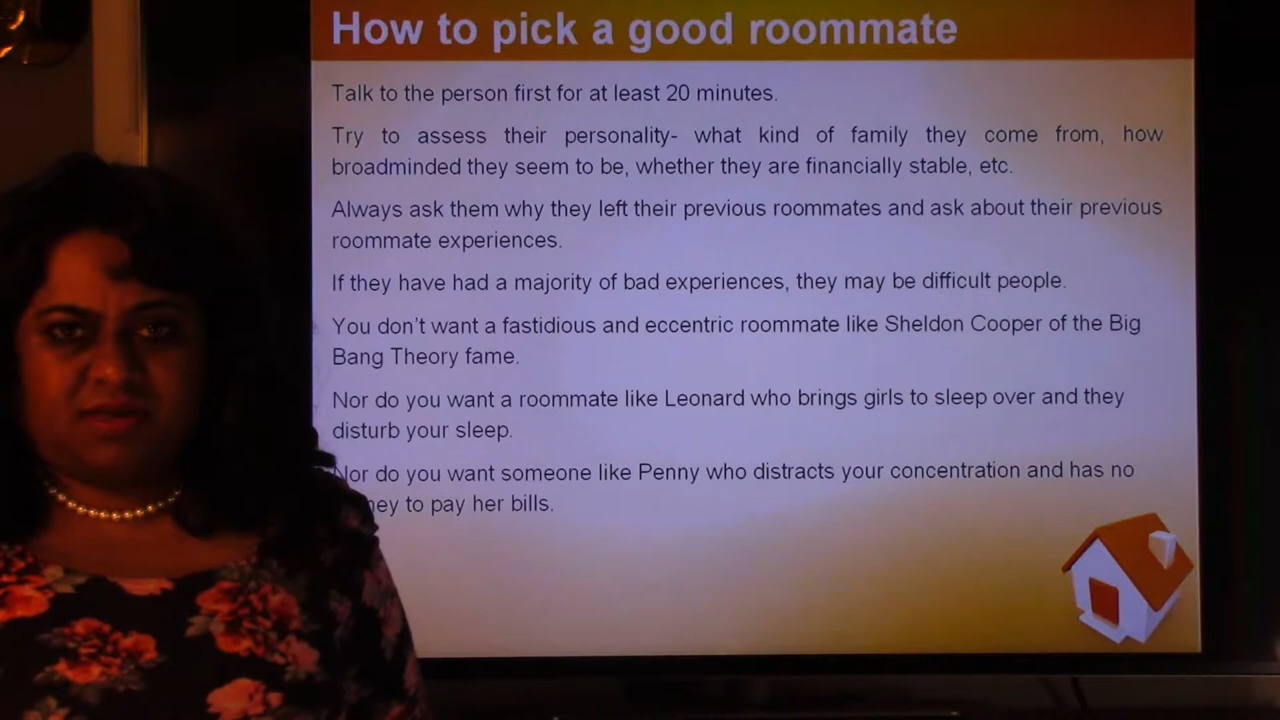 How to pick a good roommate
Talk to the person first for at least 20 minutes.
Try to assess their personality- what kind of family they come from, how
broadminded they seem to be, whether they are financially stable, etc.
Always ask them why they left their previous roommates and ask about their previous
roommate experiences.
If they have had a majority of bad experiences, they may be difficult people.
You don't want a fastidious and eccentric roommate like Sheldon Cooper of the Big
Bang Theory fame.
Nor do you want a roommate like Leonard who brings girls to sleep over and they
disturb your sleep.
Nor do you want someone like Penny who distracts your concentration and has no
to pay her bills.